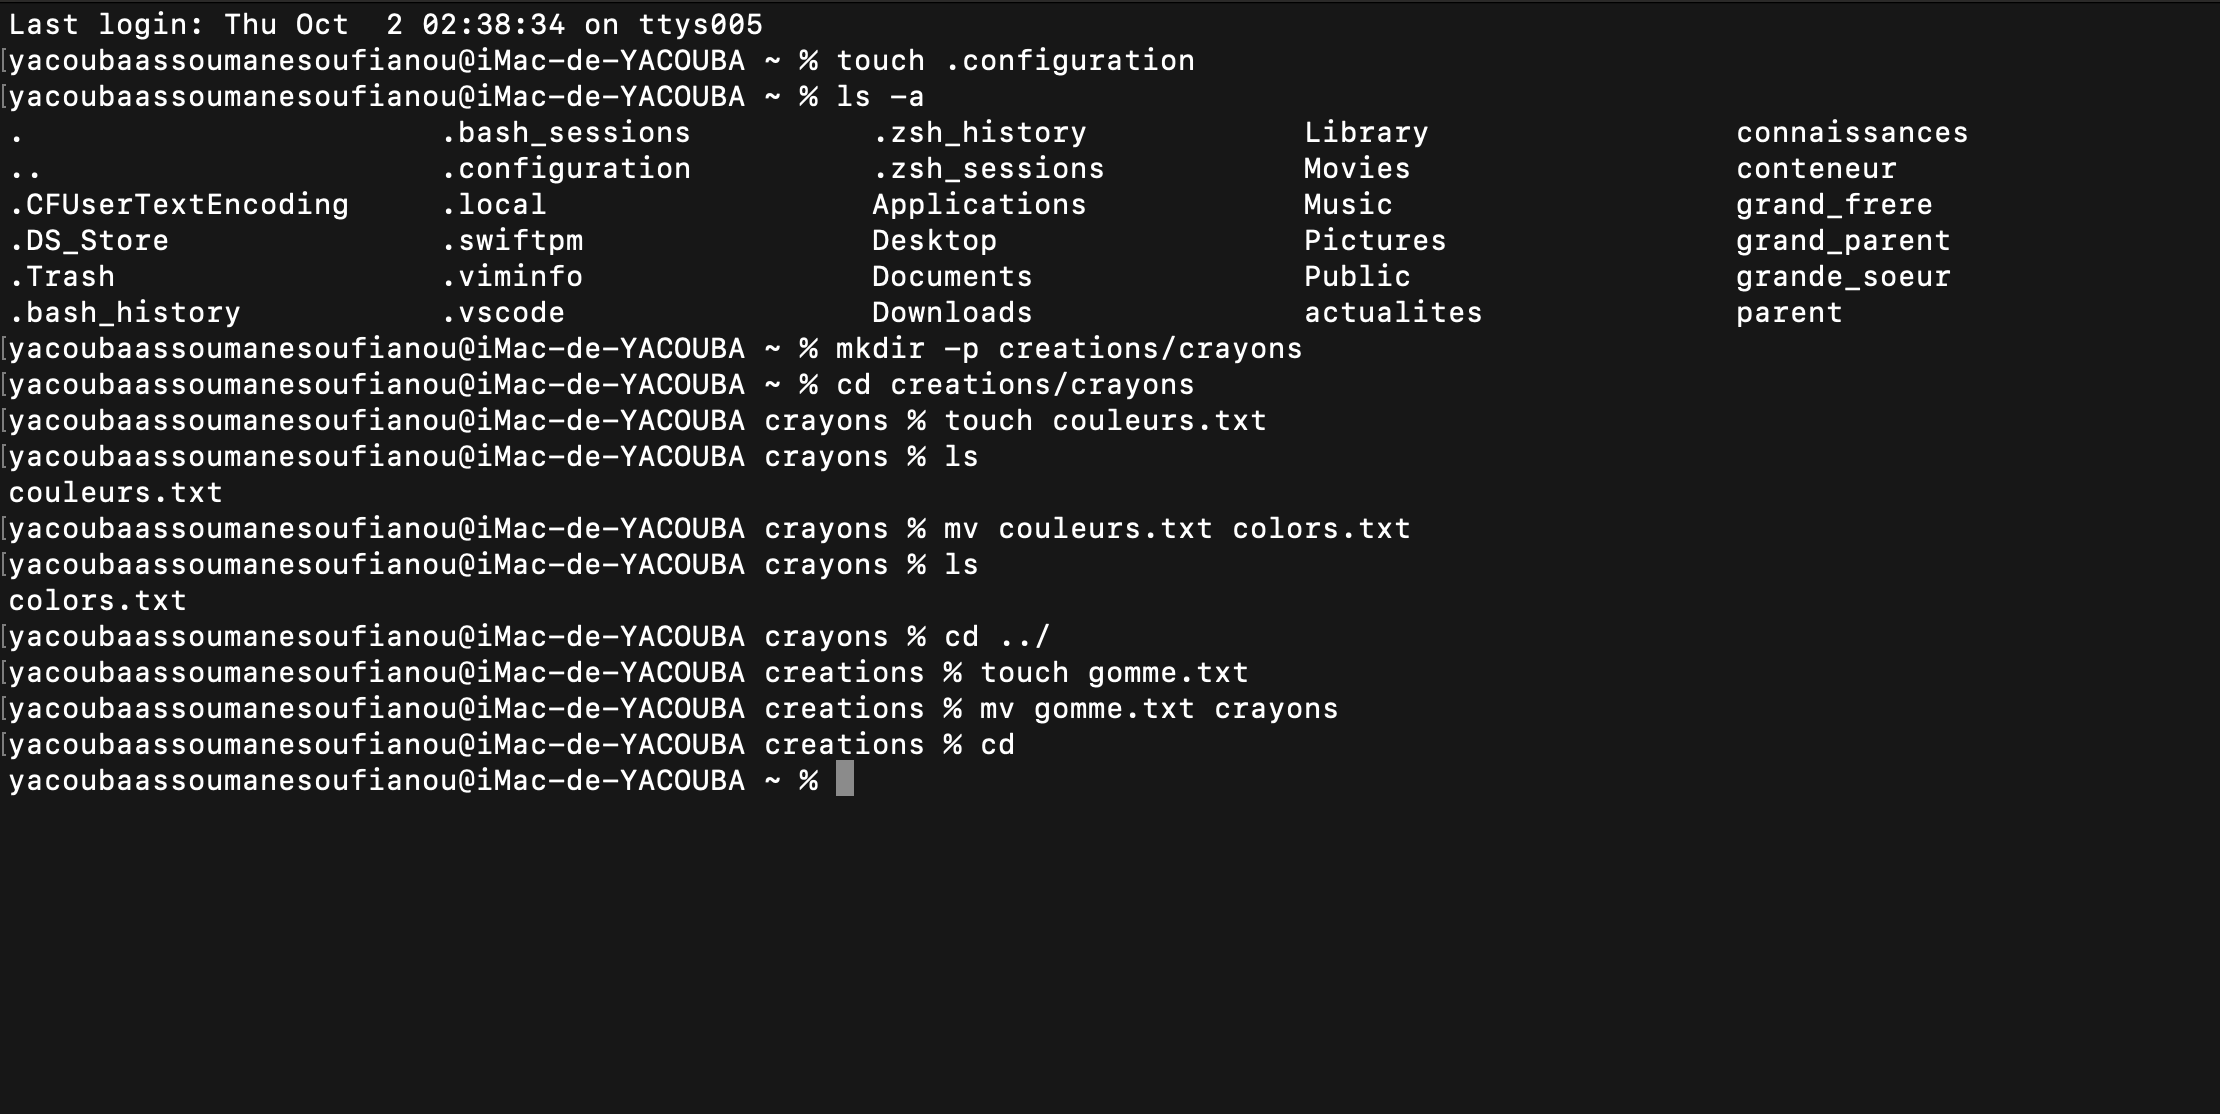 Last login: Thu Oct  2 02:38:34 on ttys005
[yacoubaassoumanesoufianou@iMac-de-YACOUBA ~ % touch .configuration
[yacoubaassoumanesoufianou@iMac-de-YACOUBA ~ % ls -a
.                       .bash_sessions          .zsh_history            Library                 connaissances
..                      .configuration          .zsh_sessions           Movies                  conteneur
.CFUserTextEncoding     .local                  Applications            Music                   grand_frere
.DS_Store               .swiftpm                Desktop                 Pictures                grand_parent
.Trash                  .viminfo                Documents               Public                  grande_soeur
.bash_history           .vscode                 Downloads               actualites              parent
[yacoubaassoumanesoufianou@iMac-de-YACOUBA ~ % mkdir -p creations/crayons
[yacoubaassoumanesoufianou@iMac-de-YACOUBA ~ % cd creations/crayons
[yacoubaassoumanesoufianou@iMac-de-YACOUBA crayons % touch couleurs.txt
[yacoubaassoumanesoufianou@iMac-de-YACOUBA crayons % ls
couleurs.txt
[yacoubaassoumanesoufianou@iMac-de-YACOUBA crayons % mv couleurs.txt colors.txt
[yacoubaassoumanesoufianou@iMac-de-YACOUBA crayons % ls
colors.txt
[yacoubaassoumanesoufianou@iMac-de-YACOUBA crayons % cd ../
[yacoubaassoumanesoufianou@iMac-de-YACOUBA creations % touch gomme.txt
[yacoubaassoumanesoufianou@iMac-de-YACOUBA creations % mv gomme.txt crayons
[yacoubaassoumanesoufianou@iMac-de-YACOUBA creations % cd
yacoubaassoumanesoufianou@iMac-de-YACOUBA ~ %